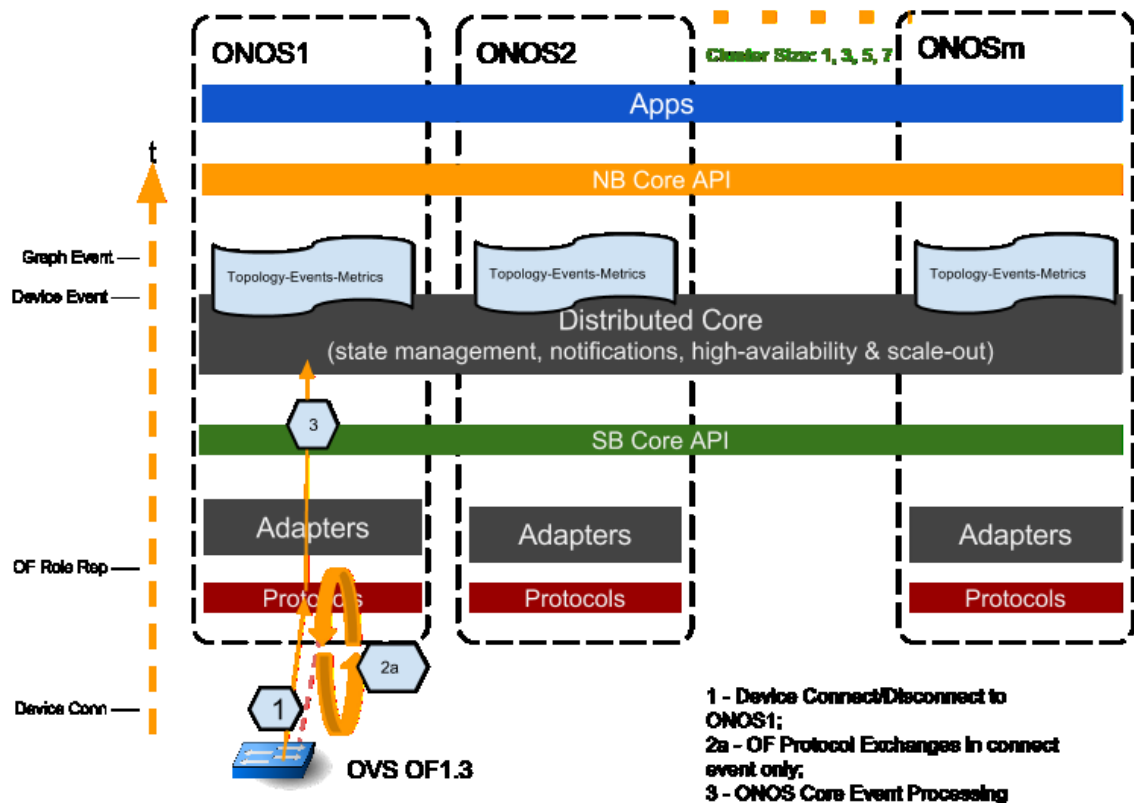 ONOS1
ONOS2
Cluster Size: 1, 3, 5, 7
ONOSm
Apps
t
NB Core API
Graph Event
Device Event
Topology-Events-Metrics
Topology-Events-Metrics
Topology-Events-Metrics
Distributed Core
(state management, notifications, high-availability & scale-out)
3
SB Core API
Adapters
Adapters
Adapters
OF Role Rep
Protocols
Protocols
Protocols
2a
1
Device Conn
OVS OF1.3
1 - Device Connect/Disconnect to
ONOS1;
2a - OF Protocol Exchanges in connect
event only;
3 - ONOS Core Event Processing